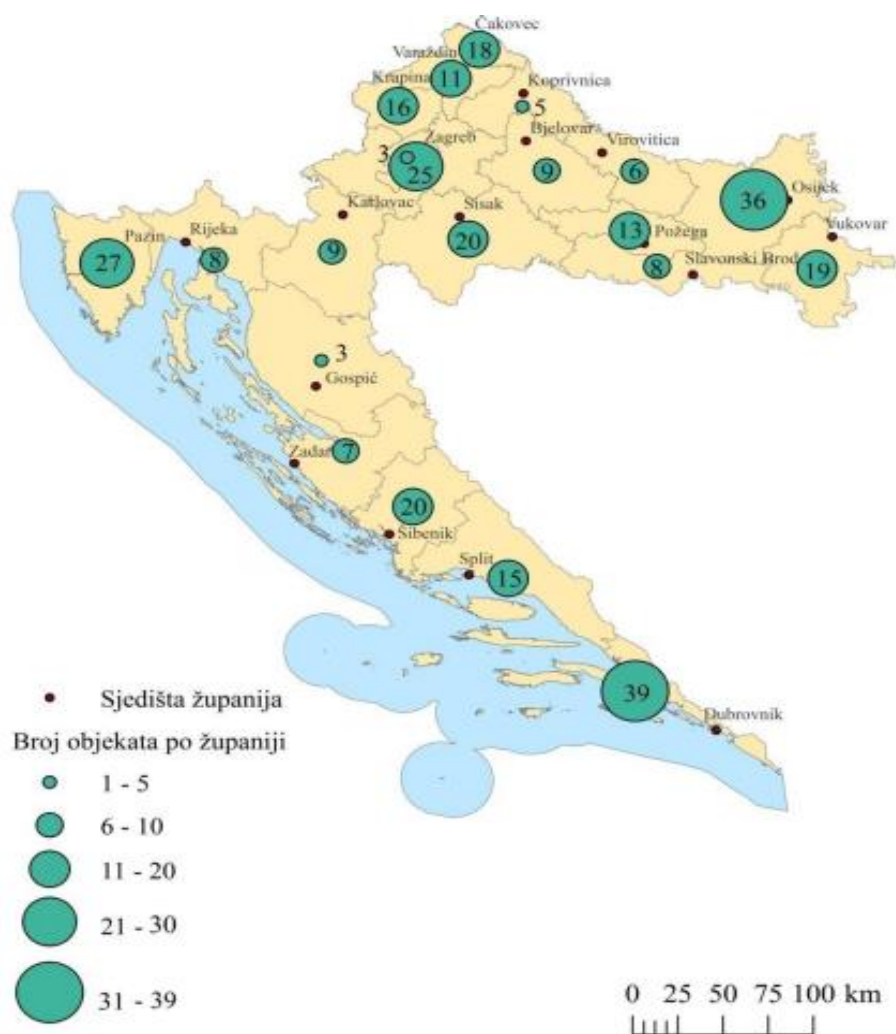 Čakovec
18
Varaždin
11
Koprivnica
5
Krapina
16
Bjelovar
Virovitica
Zagreb
3
25
9
6
36
Osijek
Karlovac
Sisak
20
13
Požega
Vukovar
Pazin
27
Rijeka
8
9
8
Slavonski Brod
19
3
Gospić
Zadar
7
20
Šibenik
Split
15
39
Dubrovnik
Sjedišta županija
Broj objekata po županiji
1 - 5
6 - 10
11 - 20
21 - 30
31 - 39
0 25 50 75 100 km